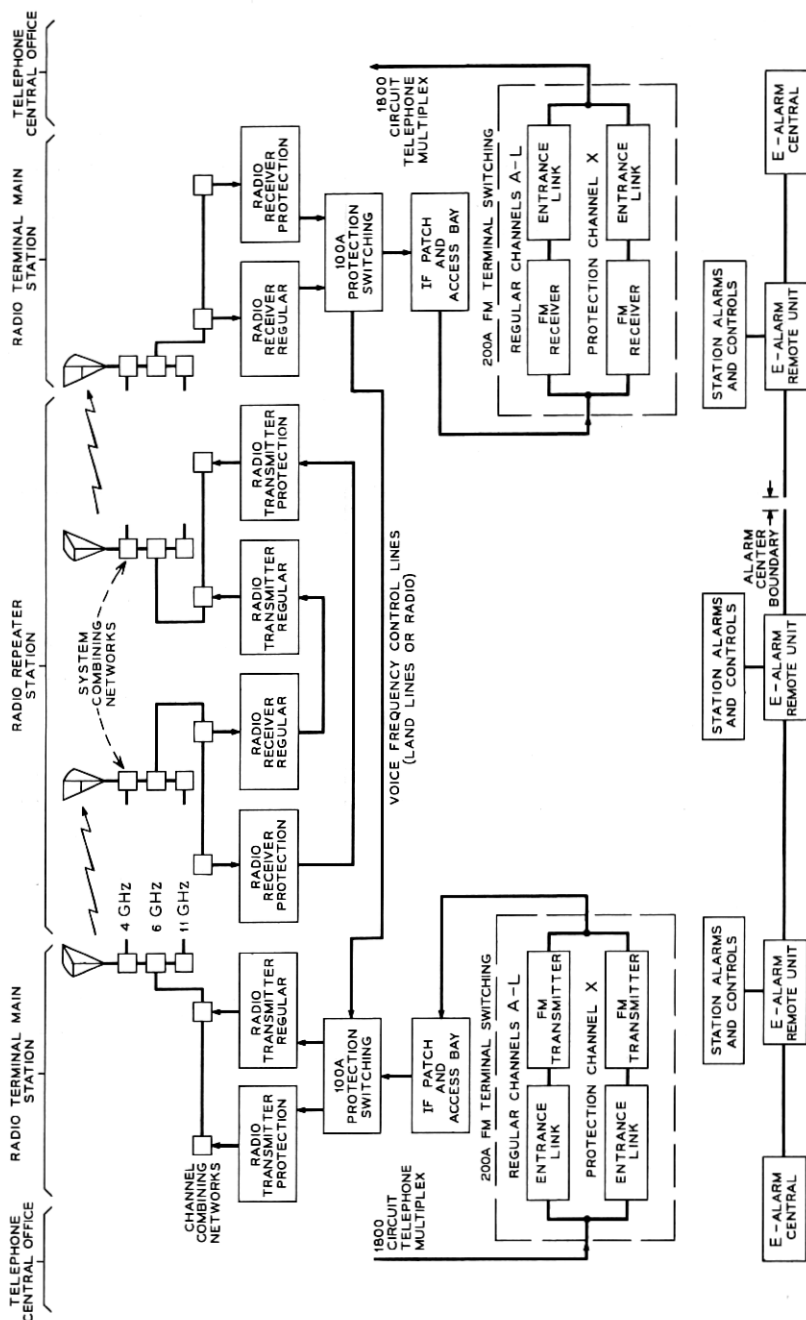 TELEPHONE
CENTRAL OFFICE
RADIO TERMINAL MAIN
STATION
RADIO REPEATER
STATION
RADIO TERMINAL MAIN
STATION
TELEPHONE
CENTRAL OFFICE
4 GHz
6 GHz
11 GHz
SYSTEM
COMBINING
NETWORKS
CHANNEL
COMBINING
NETWORKS
RADIO
TRANSMITTER
PROTECTION
RADIO
TRANSMITTER
REGULAR
RADIO
RECEIVER
PROTECTION
RADIO
RECEIVER
REGULAR
RADIO
TRANSMITTER
REGULAR
RADIO
TRANSMITTER
PROTECTION
RADIO
RECEIVER
REGULAR
RADIO
RECEIVER
PROTECTION
100A
PROTECTION
SWITCHING
VOICE FREQUENCY CONTROL LINES
(LAND LINES OR RADIO)
100A
PROTECTION
SWITCHING
1800
CIRCUIT
TELEPHONE
MULTIPLEX
IF PATCH
AND
ACCESS BAY
IF PATCH
AND
ACCESS BAY
1800
CIRCUIT
TELEPHONE
MULTIPLEX
200A FM TERMINAL SWITCHING
REGULAR CHANNELS A-L
ENTRANCE
LINK
FM
TRANSMITTER
PROTECTION CHANNEL X
ENTRANCE
LINK
FM
TRANSMITTER
200A FM TERMINAL SWITCHING
REGULAR CHANNELS A-L
FM
RECEIVER
ENTRANCE
LINK
PROTECTION CHANNEL X
FM
RECEIVER
ENTRANCE
LINK
STATION ALARMS
AND CONTROLS
STATION ALARMS
AND CONTROLS
ALARM
CENTER
BOUNDARY
STATION ALARMS
AND CONTROLS
E-ALARM
CENTRAL
E-ALARM
REMOTE UNIT
E-ALARM
REMOTE UNIT
E-ALARM
REMOTE UNIT
E-ALARM
CENTRAL